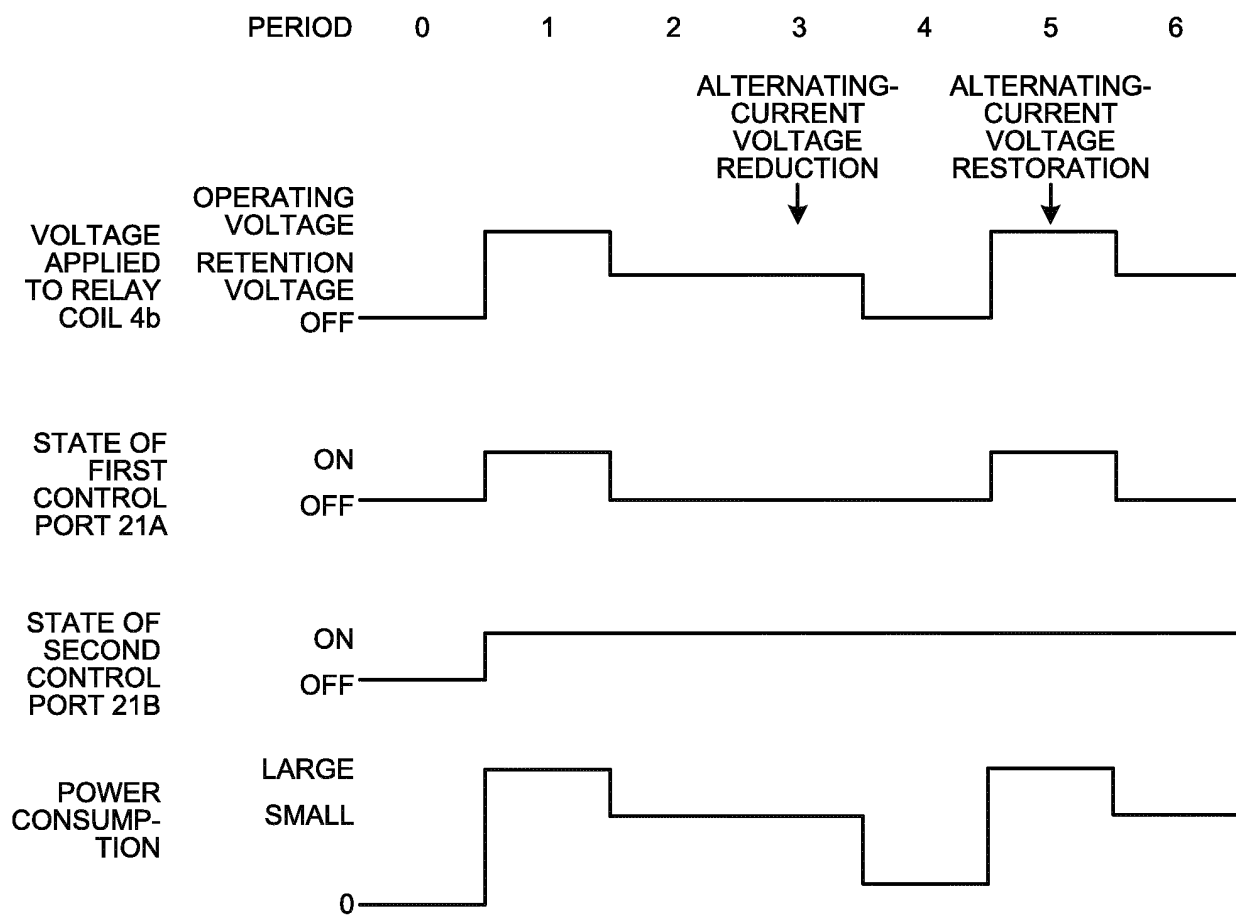 PERIOD 0 1 2 3 4 5 6
ALTERNATING-
CURRENT
VOLTAGE
REDUCTION
ALTERNATING-
CURRENT
VOLTAGE
RESTORATION
VOLTAGE
APPLIED
TO RELAY
COIL 4b
OPERATING
VOLTAGE
RETENTION
VOLTAGE
OFF
STATE OF
FIRST
CONTROL
PORT 21A
ON
OFF
STATE OF
SECOND
CONTROL
PORT 21B
ON
OFF
POWER
CONSUMP-
TION
LARGE
SMALL
0